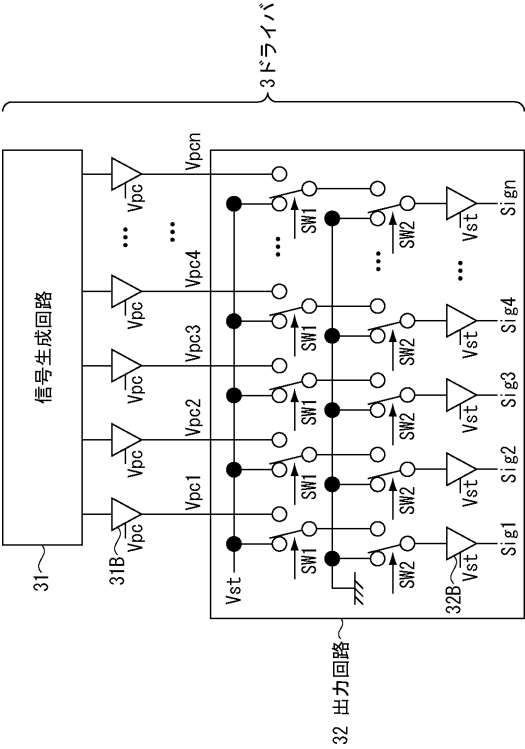 3ドライバ
信号生成回路
31
31B
Vpc
Vpc
Vpc
Vpc
Vpc
...
Vpc1
Vpc2
Vpc3
Vpc4
...
Vpcn
Vst
SW1
SW1
SW1
SW1
...
SW1
SW2
SW2
SW2
SW2
...
SW2
32B
Vst
Vst
Vst
Vst
...
Vst
Sig1
Sig2
Sig3
Sig4
Sign
32 出力回路